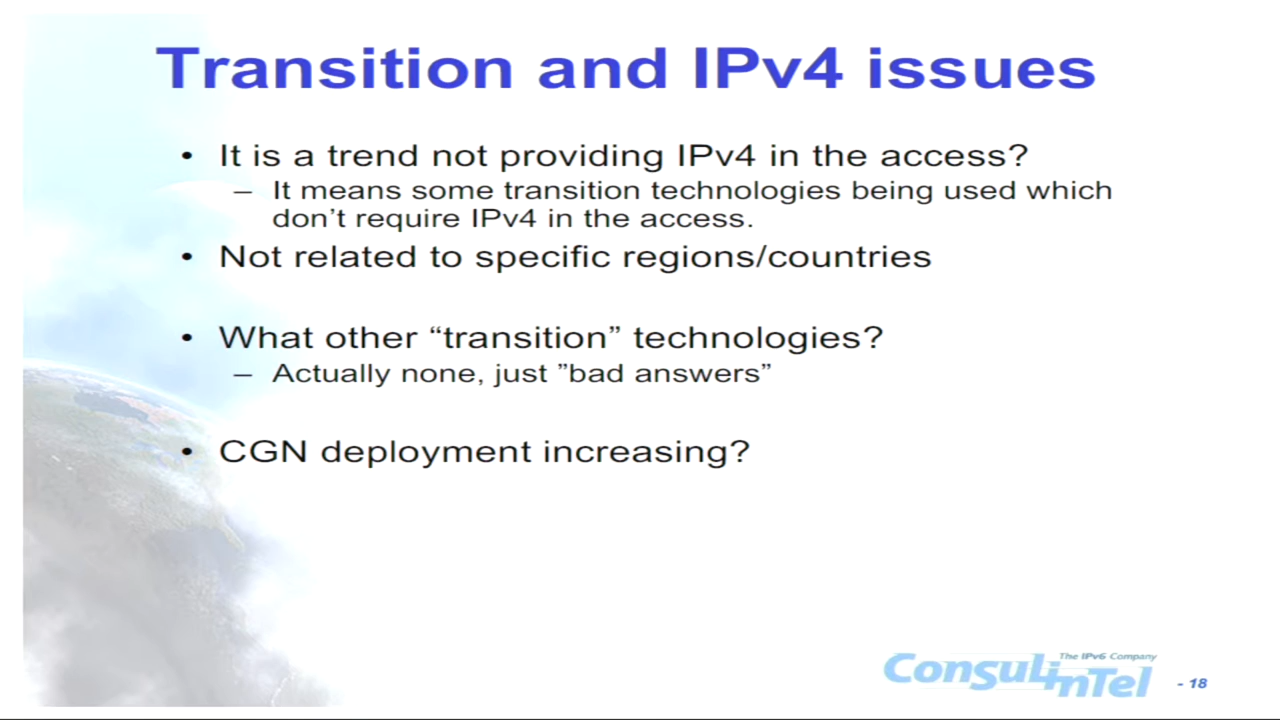 Transition and IPv4 issues
• It is a trend not providing IPv4 in the access?
– It means some transition technologies being used which
don’t require IPv4 in the access.
• Not related to specific regions/countries
• What other “transition” technologies?
– Actually none, just ”bad answers”
• CGN deployment increasing?
The IPv6 Company
ConsulintTel
- 18